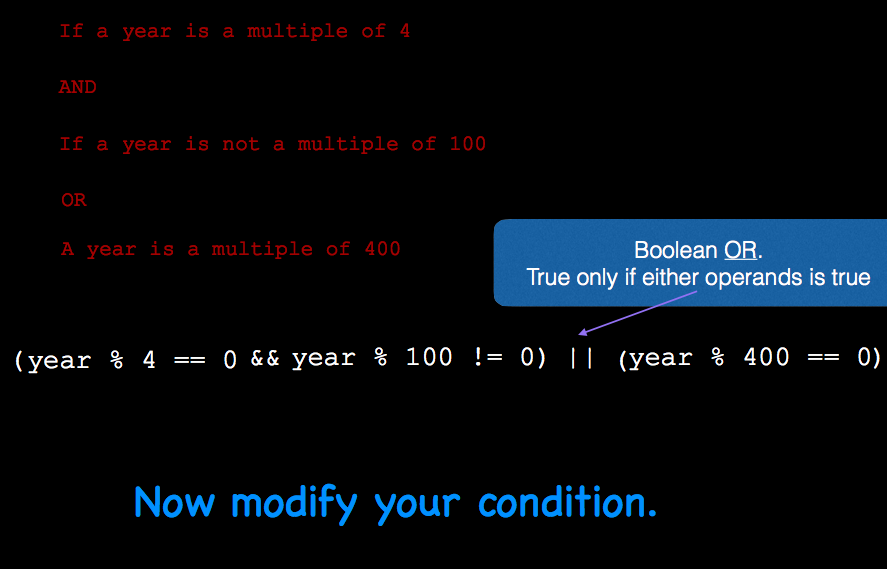 If a year is a multiple of 4
AND
If a year is not a multiple of 100
OR
A year is a multiple of 400
Boolean OR.
True only if either operands is true
(year % 4 == 0 && year % 100 != 0) || (year % 400 == 0)
Now modify your condition.